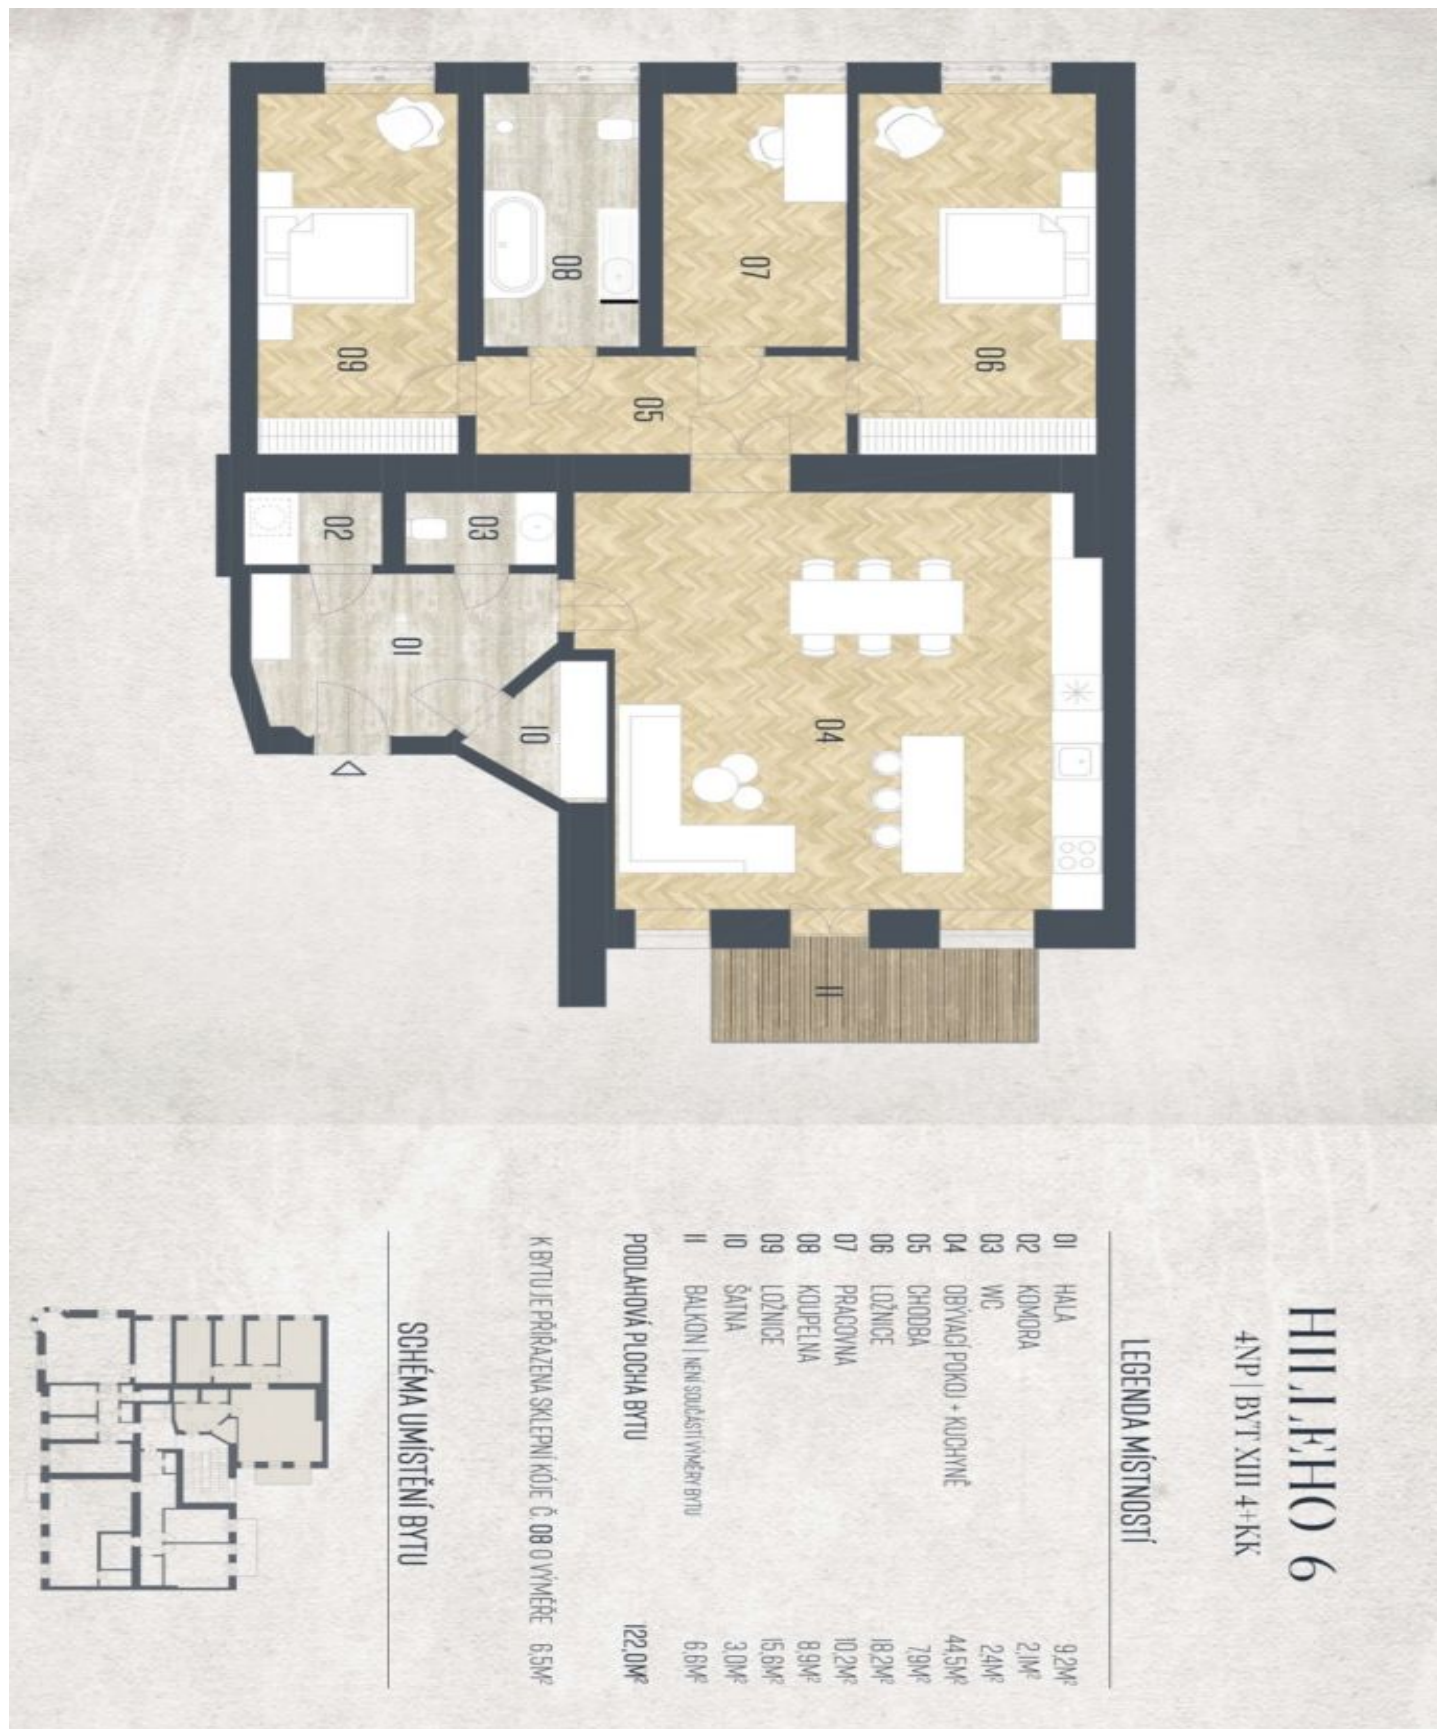 HILLEHO 6
4NP | BYT XIII 4+KK
LEGENDA MÍSTNOSTÍ
01 HALA 9,2M²
02 KOMORA 2,1M²
03 WC 2,4M²
04 OBÝVACÍ POKOJ + KUCHYNĚ 44,5M²
05 CHODBA 7,9M²
06 LOŽNICE 18,2M²
07 PRACOVNA 10,2M²
08 KOUPELNA 8,9M²
09 LOŽNICE 15,6M²
10 ŠATNA 3,0M²
11 BALKON | NENÍ SOUČÁSTÍ VÝMĚRY BYTU 6,6M²
PODLAHOVÁ PLOCHA BYTU 122,0M²
K BYTU JE PŘIŘAZENA SKLEPNÍ KÓJE Č. 08 O VÝMĚŘE 6,5M²
SCHÉMA UMÍSTĚNÍ BYTU
06
07
08
09
05
04
03
02
01
10
11